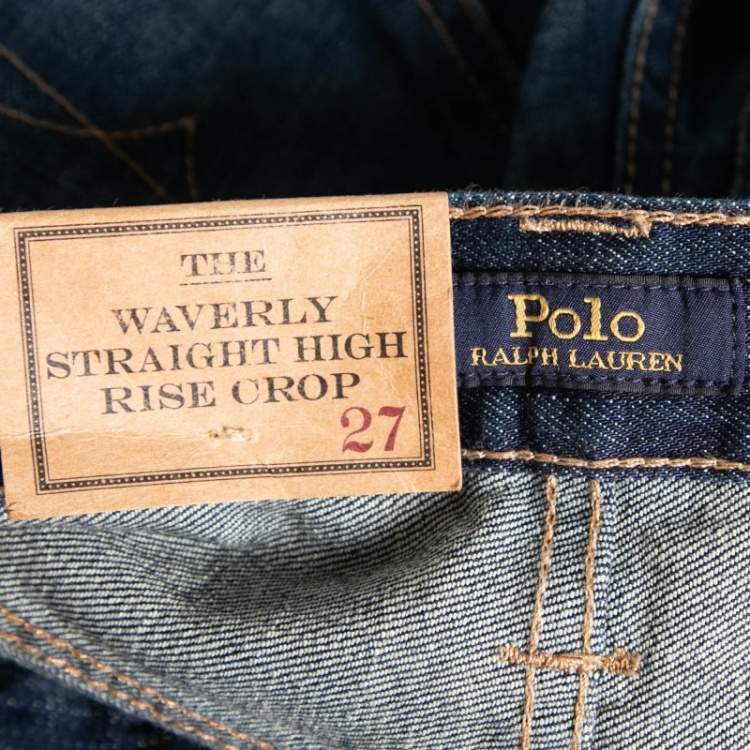 THE
WAVERLY
STRAIGHT HIGH
RISE CROP
27
Polo
RALPH LAUREN